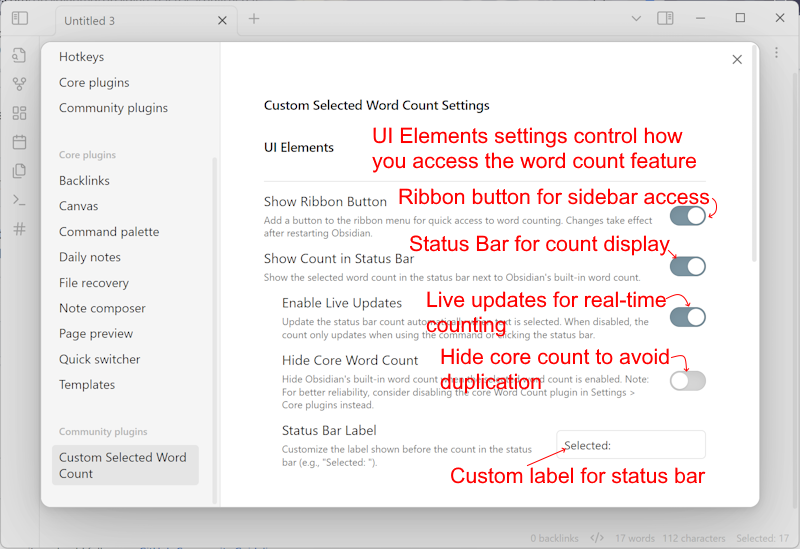 Untitled 3
Hotkeys
Core plugins
Community plugins
Core plugins
Backlinks
Canvas
Command palette
Daily notes
File recovery
Note composer
Page preview
Quick switcher
Templates
Community plugins
Custom Selected Word
Count
Custom Selected Word Count Settings
UI Elements
UI Elements settings control how
you access the word count feature
Show Ribbon Button
Ribbon button for sidebar access
Add a button to the ribbon menu for quick access to word counting. Changes take effect
after restarting Obsidian.
Status Bar for count display
Show Count in Status Bar
Show the selected word count in the status bar next to Obsidian's built-in word count.
Enable Live Updates
Live updates for real-time
counting
Update the status bar count automatically when text is selected. When disabled, the
count only updates when using the command or clicking the status bar.
Hide Core Word Count
Hide core count to avoid
duplication
Hide Obsidian's built-in word count when the selected word count is enabled. Note:
For better reliability, consider disabling the core Word Count plugin in Settings >
Core plugins instead.
Status Bar Label
Customize the label shown before the count in the status
bar (e.g., "Selected: ").
Selected:
Custom label for status bar
0 backlinks </> 17 words 112 characters Selected: 17